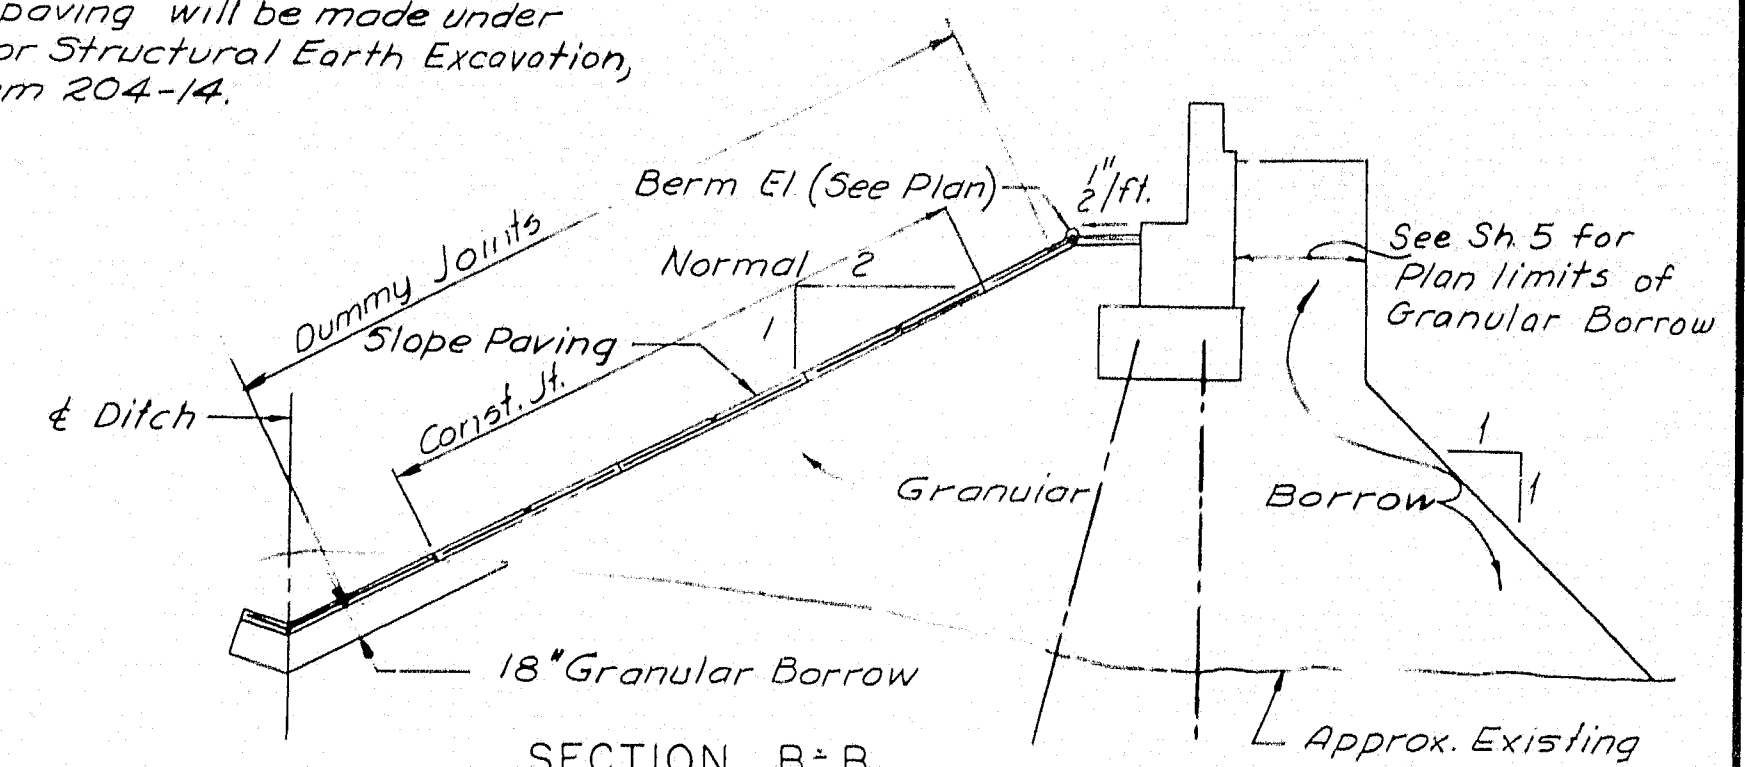 paving will be made under
or Structural Earth Excavation,
m 204-14.
Berm El (See Plan)
1"
2/ft.
Dummy Joints
Normal 2
1
See Sh. 5 for
Plan limits of
Granular Borrow
Slope Paving
Const. Jt.
℄ Ditch
Granular
Borrow
1
1
18" Granular Borrow
SECTION B-B
Approx. Existing